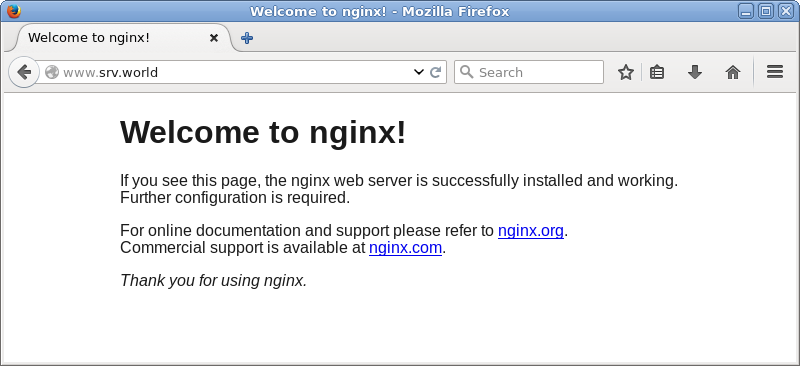 Welcome to nginx! - Mozilla Firefox
Welcome to nginx!
www.srv.world
Search
Welcome to nginx!
If you see this page, the nginx web server is successfully installed and working.
Further configuration is required.
For online documentation and support please refer to nginx.org.
Commercial support is available at nginx.com.
Thank you for using nginx.